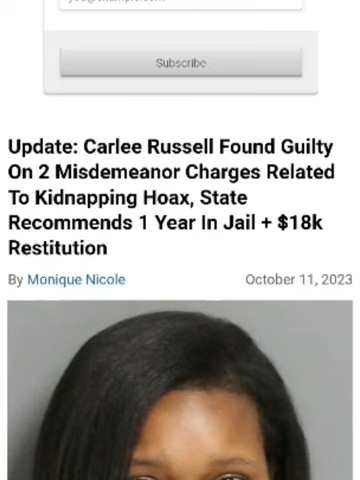 Subscribe
Update: Carlee Russell Found Guilty
On 2 Misdemeanor Charges Related
To Kidnapping Hoax, State
Recommends 1 Year In Jail + $18k
Restitution
By Monique Nicole October 11, 2023